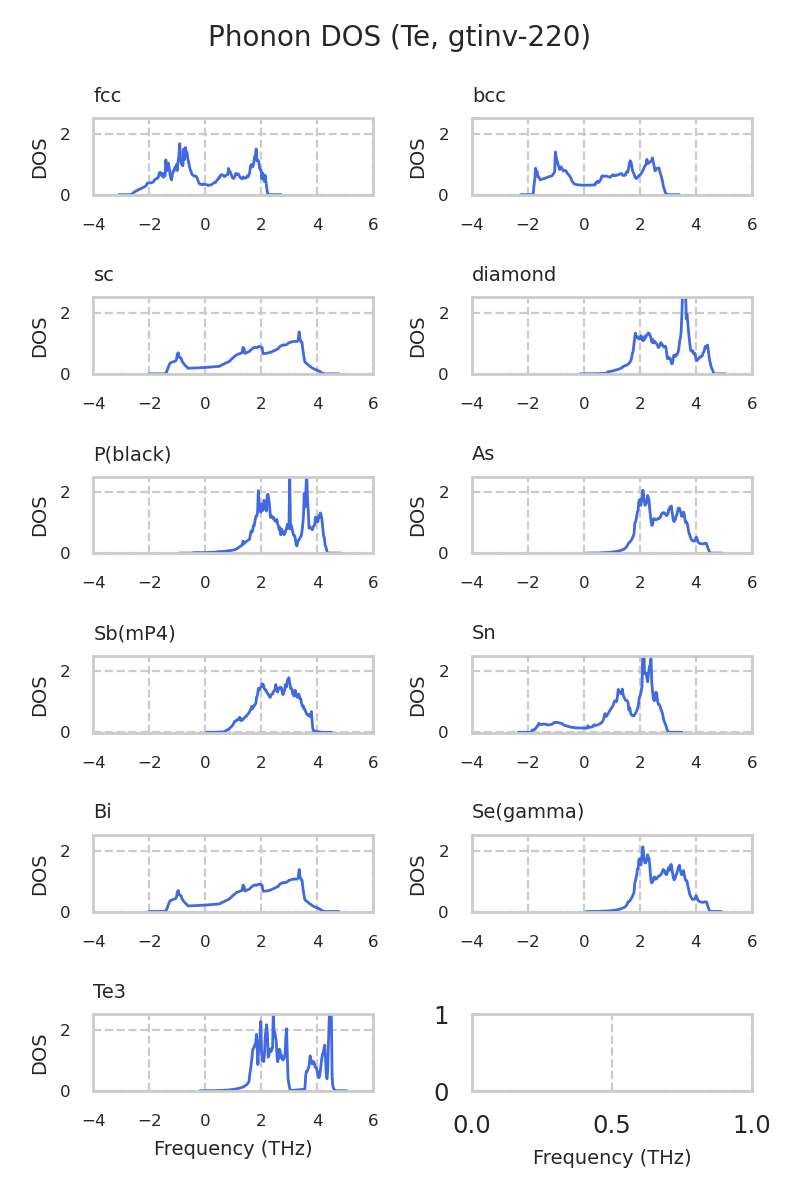 Phonon DOS (Te, gtinv-220)
fcc
DOS
2
0
−4 −2 0 2 4 6
bcc
DOS
2
0
−4 −2 0 2 4 6
sc
DOS
2
0
−4 −2 0 2 4 6
diamond
DOS
2
0
−4 −2 0 2 4 6
P(black)
DOS
2
0
−4 −2 0 2 4 6
As
DOS
2
0
−4 −2 0 2 4 6
Sb(mP4)
DOS
2
0
−4 −2 0 2 4 6
Sn
DOS
2
0
−4 −2 0 2 4 6
Bi
DOS
2
0
−4 −2 0 2 4 6
Se(gamma)
DOS
2
0
−4 −2 0 2 4 6
Te3
DOS
2
0
−4 −2 0 2 4 6
Frequency (THz)
1
0
0.0 0.5 1.0
Frequency (THz)